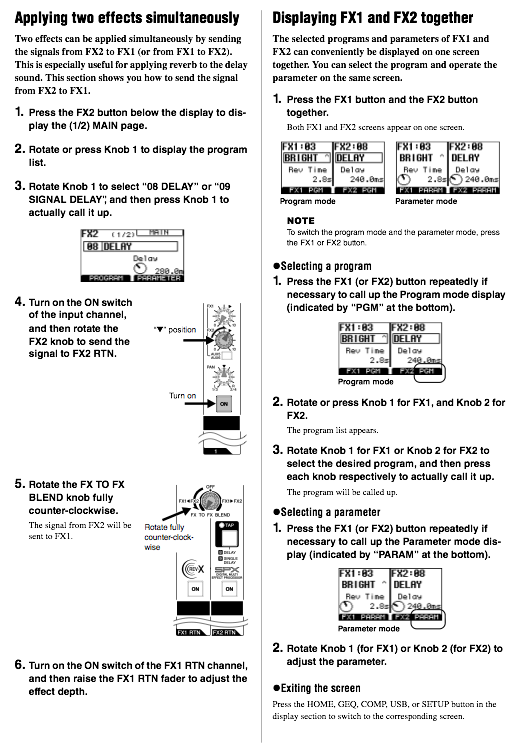 Applying two effects simultaneously
Two effects can be applied simultaneously by sending
the signals from FX2 to FX1 (or from FX1 to FX2).
This is especially useful for applying reverb to the delay
sound. This section shows you how to send the signal
from FX2 to FX1.
1. Press the FX2 button below the display to dis-
play the (1/2) MAIN page.
2. Rotate or press Knob 1 to display the program
list.
3. Rotate Knob 1 to select "08 DELAY" or "09
SIGNAL DELAY", and then press Knob 1 to
actually call it up.
FX2 (1/2) MAIN
08 DELAY
Delay
280.0m
PROGRAM PARAMETER
4. Turn on the ON switch
of the input channel,
and then rotate the
FX2 knob to send the
signal to FX2 RTN.
"▼" position
Turn on
FX1
FX2
PAN
ON
1
5. Rotate the FX TO FX
BLEND knob fully
counter-clockwise.
The signal from FX2 will be
sent to FX1.
Rotate fully
counter-clock-
wise
OFF
FX1◄FX2 FX1►FX2
FX TO FX BLEND
TAP
DELAY
SINGLE
DELAY
REVX
SPX
DIGITAL MULTI
EFFECT PROCESSOR
ON ON
FX1 RTN FX2 RTN
6. Turn on the ON switch of the FX1 RTN channel,
and then raise the FX1 RTN fader to adjust the
effect depth.
Displaying FX1 and FX2 together
The selected programs and parameters of FX1 and
FX2 can conveniently be displayed on one screen
together. You can select the program and operate the
parameter on the same screen.
1. Press the FX1 button and the FX2 button
together.
Both FX1 and FX2 screens appear on one screen.
FX1:03 FX2:08
BRIGHT DELAY
Rev Time Delay
2.8s 240.0ms
FX1 PGM FX2 PGM
Program mode
FX1:03 FX2:08
BRIGHT DELAY
Rev Time Delay
2.8s 240.0ms
FX1 PARAM FX2 PARAM
Parameter mode
NOTE
To switch the program mode and the parameter mode, press
the FX1 or FX2 button.
●Selecting a program
1. Press the FX1 (or FX2) button repeatedly if
necessary to call up the Program mode display
(indicated by "PGM" at the bottom).
FX1:03 FX2:08
BRIGHT DELAY
Rev Time Delay
2.8s 240.0ms
FX1 PGM FX2 PGM
Program mode
2. Rotate or press Knob 1 for FX1, and Knob 2 for
FX2.
The program list appears.
3. Rotate Knob 1 for FX1 or Knob 2 for FX2 to
select the desired program, and then press
each knob respectively to actually call it up.
The program will be called up.
●Selecting a parameter
1. Press the FX1 (or FX2) button repeatedly if
necessary to call up the Parameter mode dis-
play (indicated by "PARAM" at the bottom).
FX1:03 FX2:08
BRIGHT DELAY
Rev Time Delay
2.8s 240.0ms
FX1 PARAM FX2 PARAM
Parameter mode
2. Rotate Knob 1 (for FX1) or Knob 2 (for FX2) to
adjust the parameter.
●Exiting the screen
Press the HOME, GEQ, COMP, USB, or SETUP button in the
display section to switch to the corresponding screen.